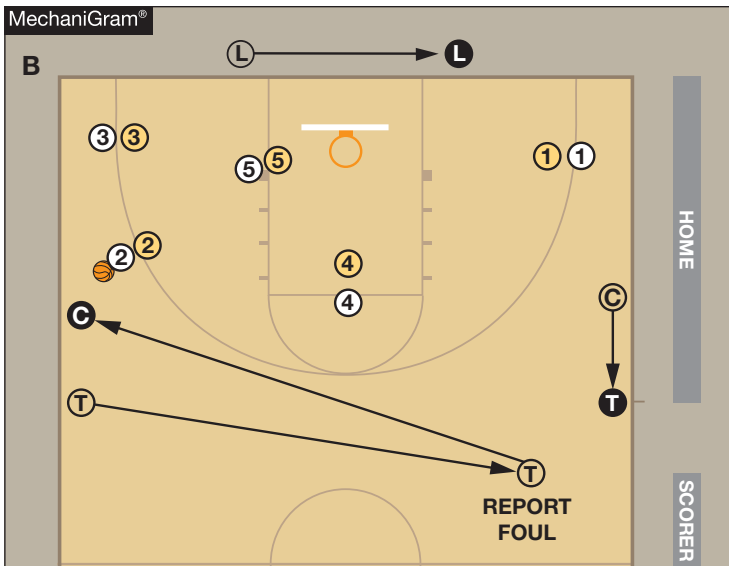 MechaniGram®
B
L L
3 3
5 5
1 1
2 2
4
4
C
C
T
T
T
REPORT
FOUL
HOME
SCORER